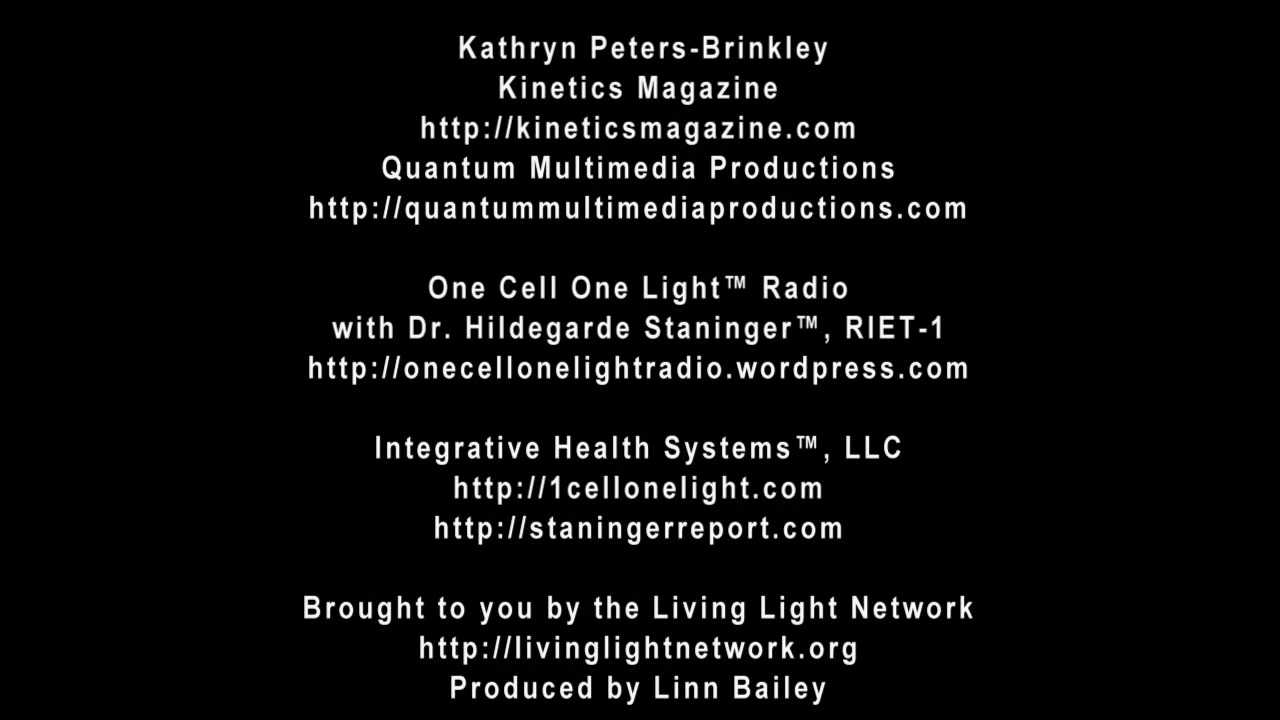 Kathryn Peters-Brinkley
Kinetics Magazine
http://kineticsmagazine.com
Quantum Multimedia Productions
http://quantummultimediaproductions.com
One Cell One Light™ Radio
with Dr. Hildegarde Staninger™, RIET-1
http://onecellonelightradio.wordpress.com
Integrative Health Systems™, LLC
http://1cellonelight.com
http://staningerreport.com
Brought to you by the Living Light Network
http://livinglightnetwork.org
Produced by Linn Bailey